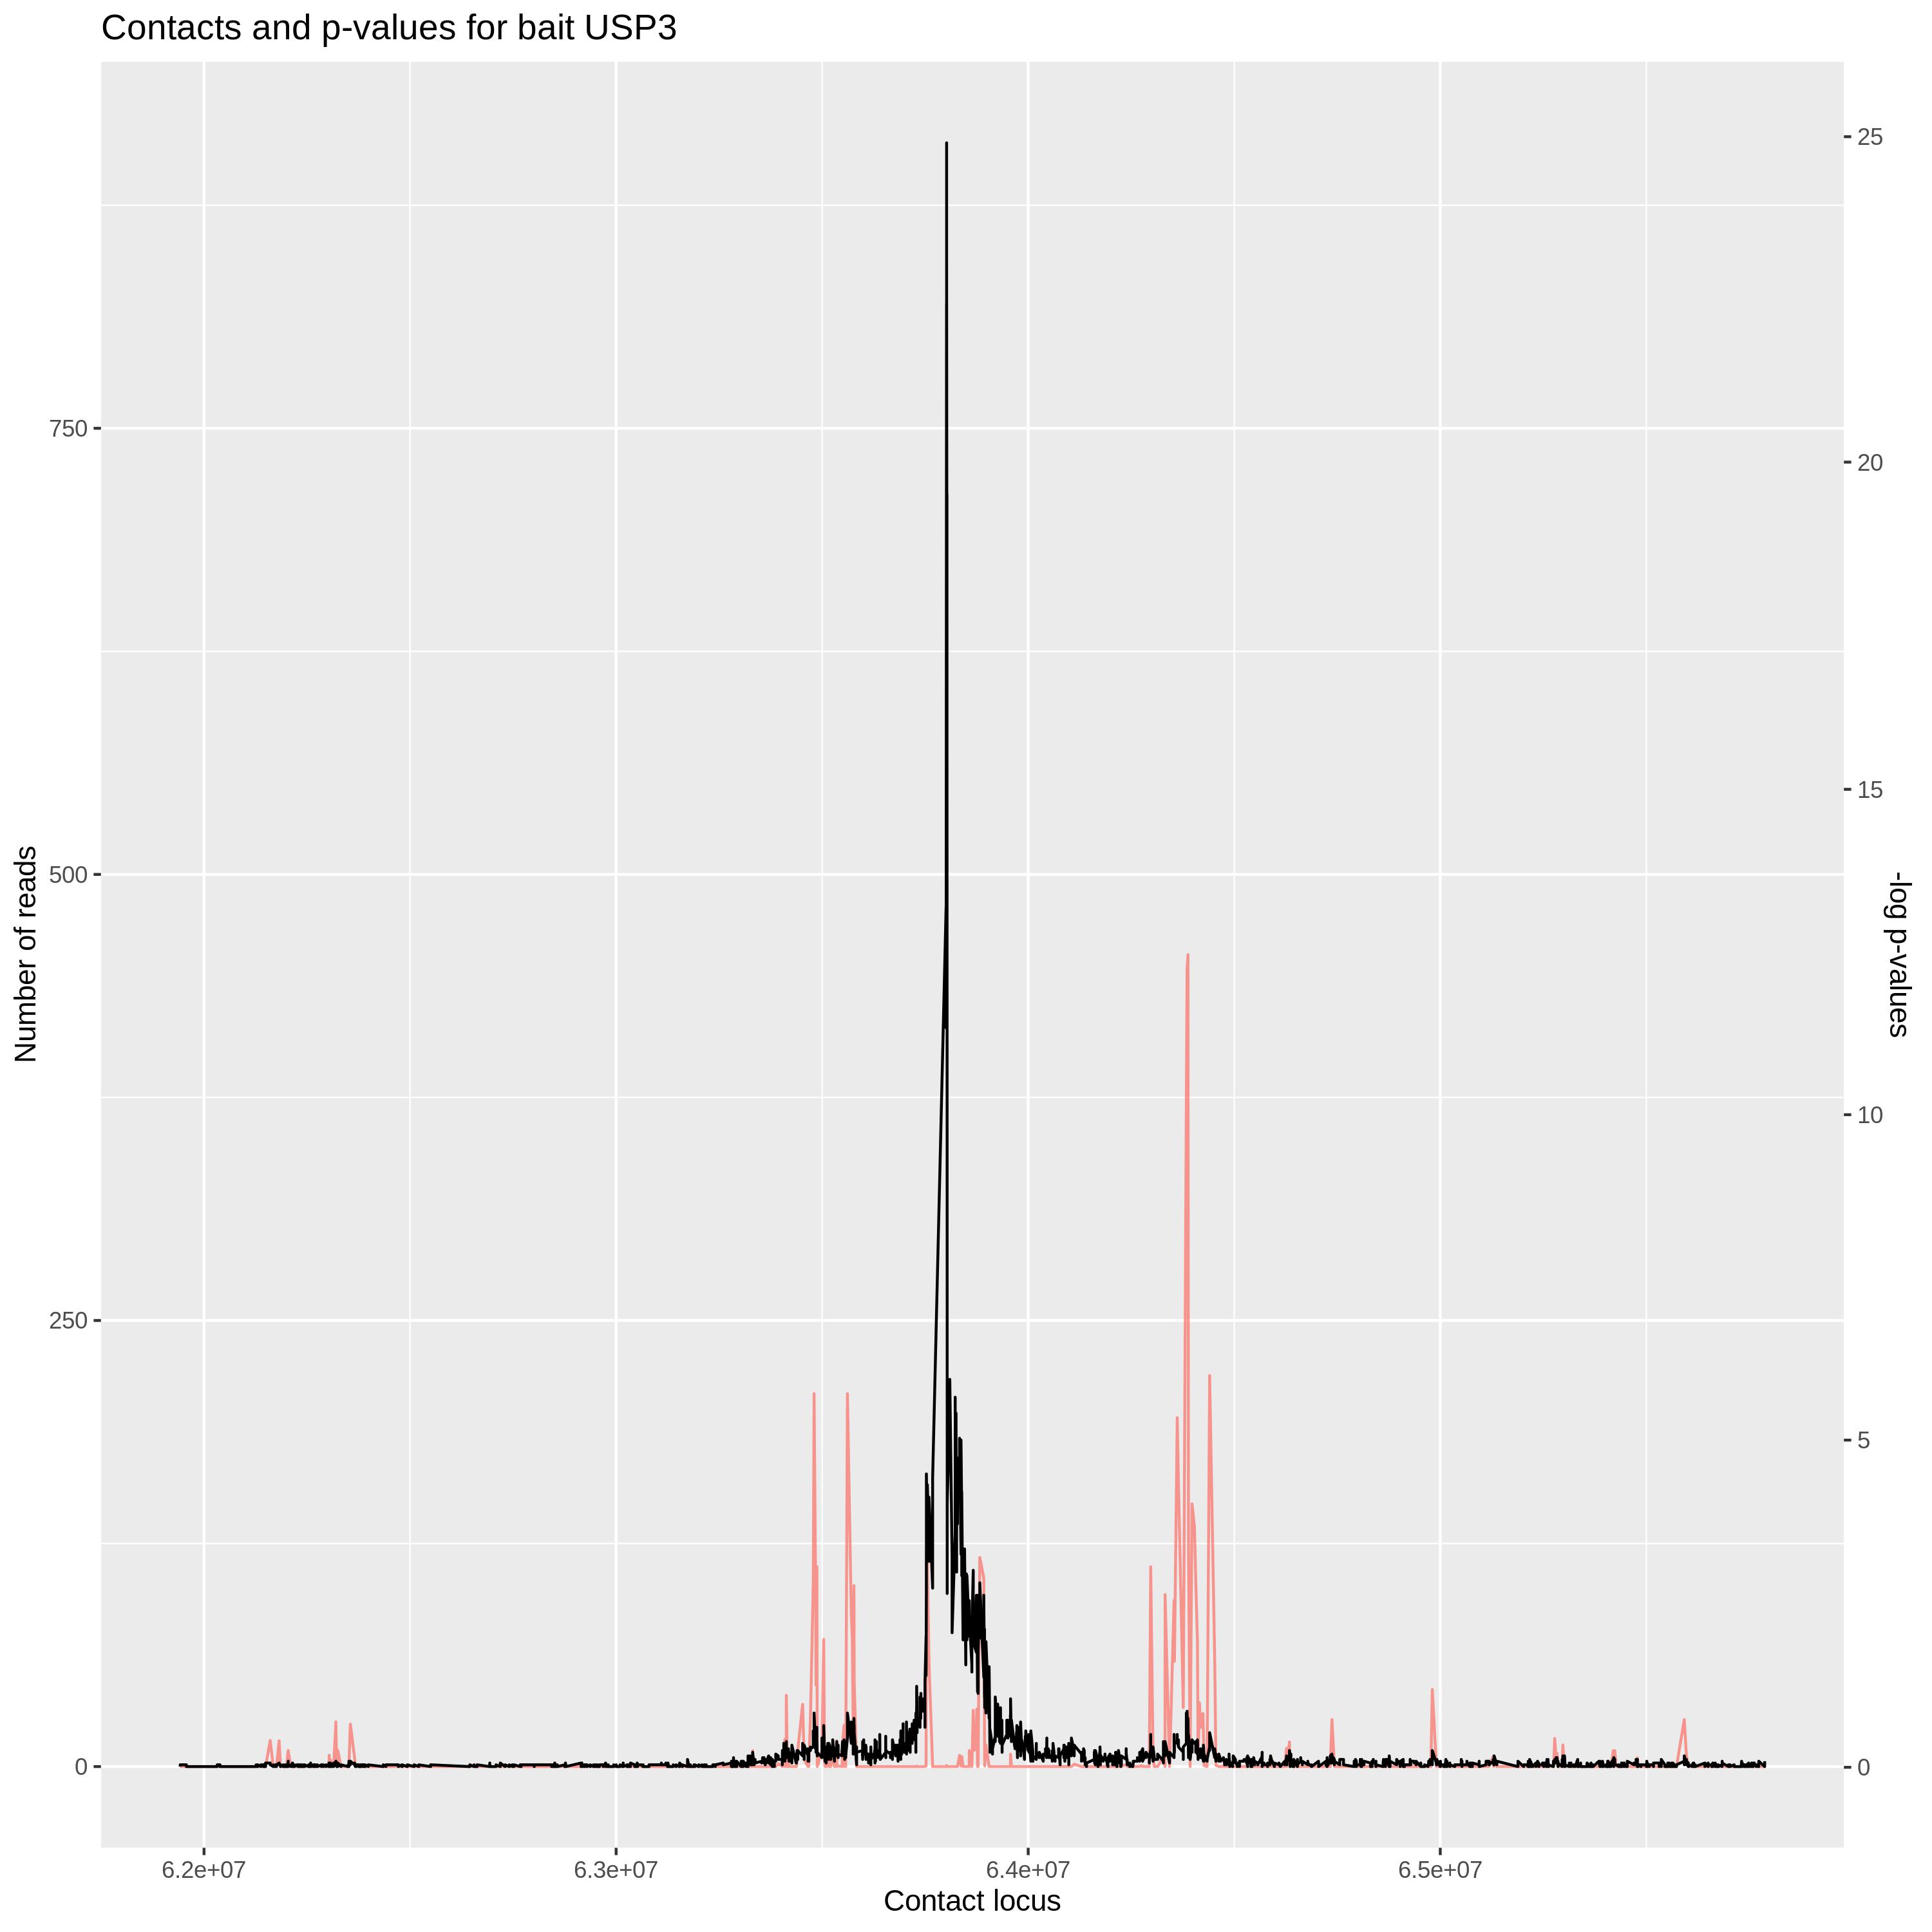 Contacts and p-values for bait USP3
Number of reads
750
500
250
0
-log p-values
25
20
15
10
5
0
6.2e+07
6.3e+07
6.4e+07
6.5e+07
Contact locus